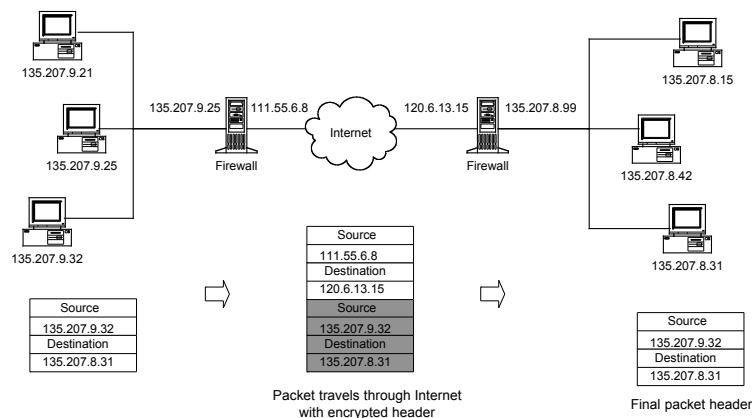 135.207.9.21
135.207.8.15
135.207.9.25
111.55.6.8
120.6.13.15
135.207.8.99
Internet
Firewall
Firewall
135.207.9.25
135.207.8.42
135.207.9.32
135.207.8.31
Source
135.207.9.32
Destination
135.207.8.31
Source
111.55.6.8
Destination
120.6.13.15
Source
135.207.9.32
Destination
135.207.8.31
Packet travels through Internet
with encrypted header
Source
135.207.9.32
Destination
135.207.8.31
Final packet header